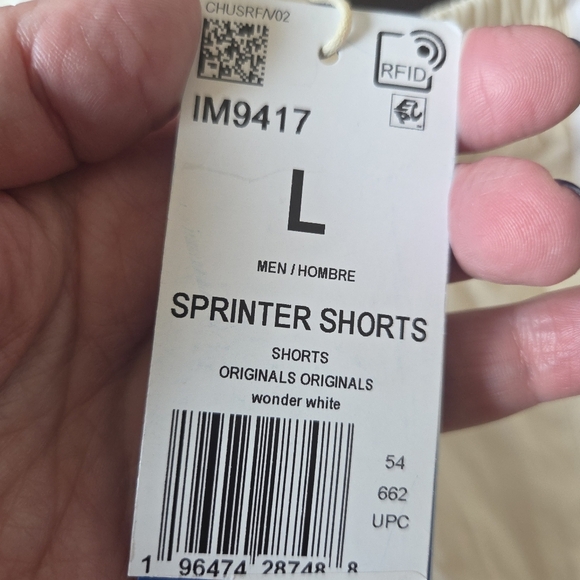 CHUSRF/V02
RFID
IM9417
L
MEN / HOMBRE
SPRINTER SHORTS
SHORTS
ORIGINALS ORIGINALS
wonder white
54
662
UPC
1 96474 28748 8